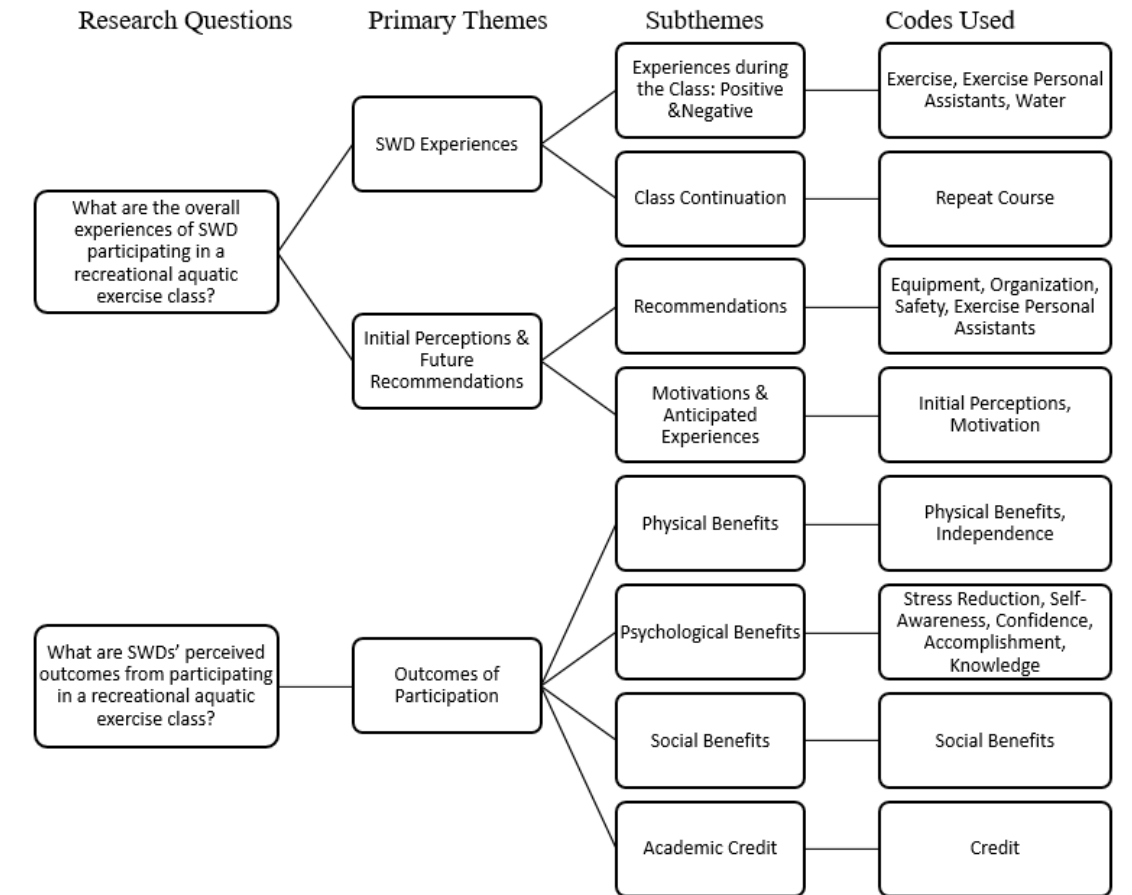 Research Questions
Primary Themes
Subthemes
Codes Used
What are the overall
experiences of SWD
participating in a
recreational aquatic
exercise class?
SWD Experiences
Experiences during
the Class: Positive
&Negative
Exercise, Exercise Personal
Assistants, Water
Class Continuation
Repeat Course
Initial Perceptions &
Future
Recommendations
Recommendations
Equipment, Organization,
Safety, Exercise Personal
Assistants
Motivations &
Anticipated
Experiences
Initial Perceptions,
Motivation
What are SWDs’ perceived
outcomes from participating
in a recreational aquatic
exercise class?
Outcomes of
Participation
Physical Benefits
Physical Benefits,
Independence
Psychological Benefits
Stress Reduction, Self-
Awareness, Confidence,
Accomplishment,
Knowledge
Social Benefits
Social Benefits
Academic Credit
Credit